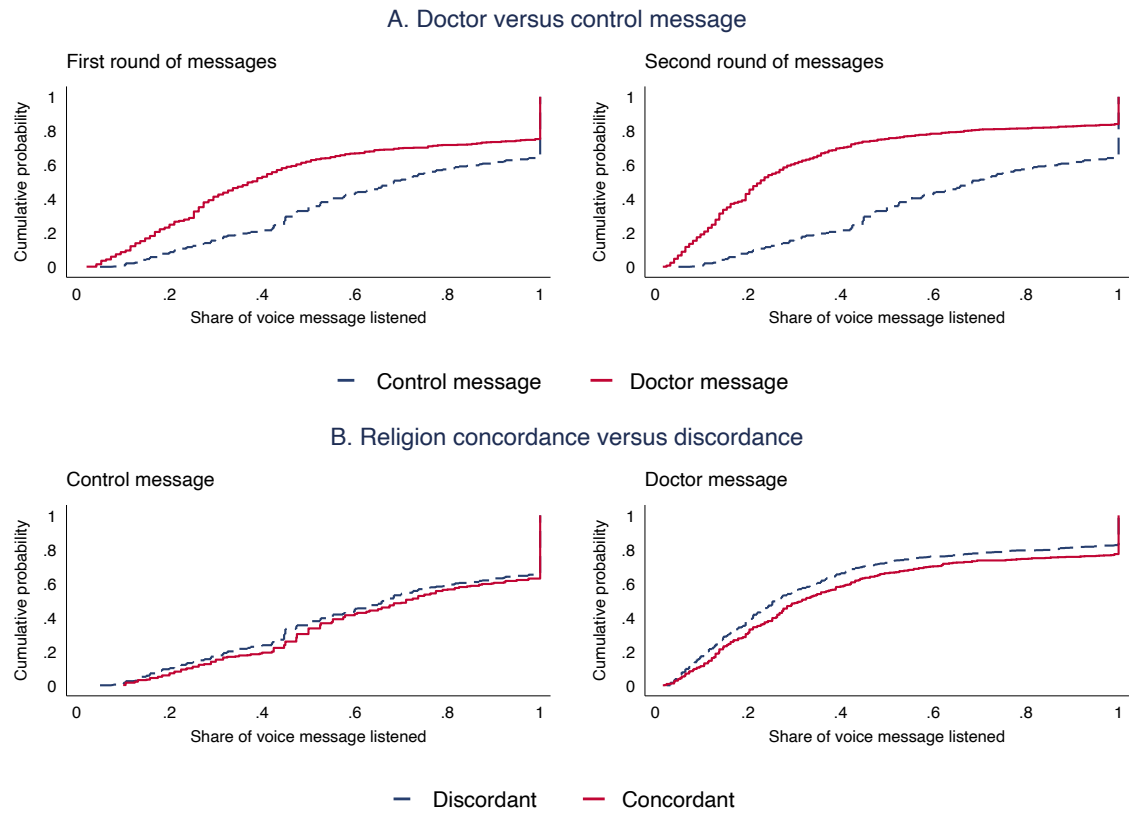 A. Doctor versus control message
First round of messages
Cumulative probability
1
.8
.6
.4
.2
0
0 .2 .4 .6 .8 1
Share of voice message listened
Second round of messages
Cumulative probability
1
.8
.6
.4
.2
0
0 .2 .4 .6 .8 1
Share of voice message listened
Control message Doctor message
B. Religion concordance versus discordance
Control message
Cumulative probability
1
.8
.6
.4
.2
0
0 .2 .4 .6 .8 1
Share of voice message listened
Doctor message
Cumulative probability
1
.8
.6
.4
.2
0
0 .2 .4 .6 .8 1
Share of voice message listened
Discordant Concordant